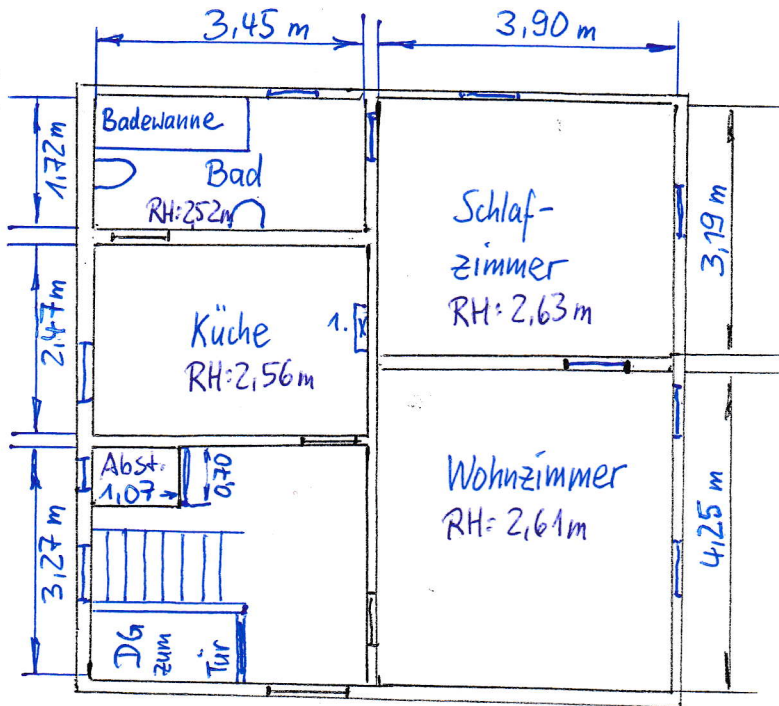 3,45 m
3,90 m
1,72 m
Badewanne
Bad
RH: 252m
Schlaf-
zimmer
RH: 2,63 m
3,19 m
2,47 m
Küche
RH: 2,56 m
1. X
Abst.
1,07
0,70
3,27 m
Wohnzimmer
RH: 2,61 m
4,25 m
DG
zum
Tür